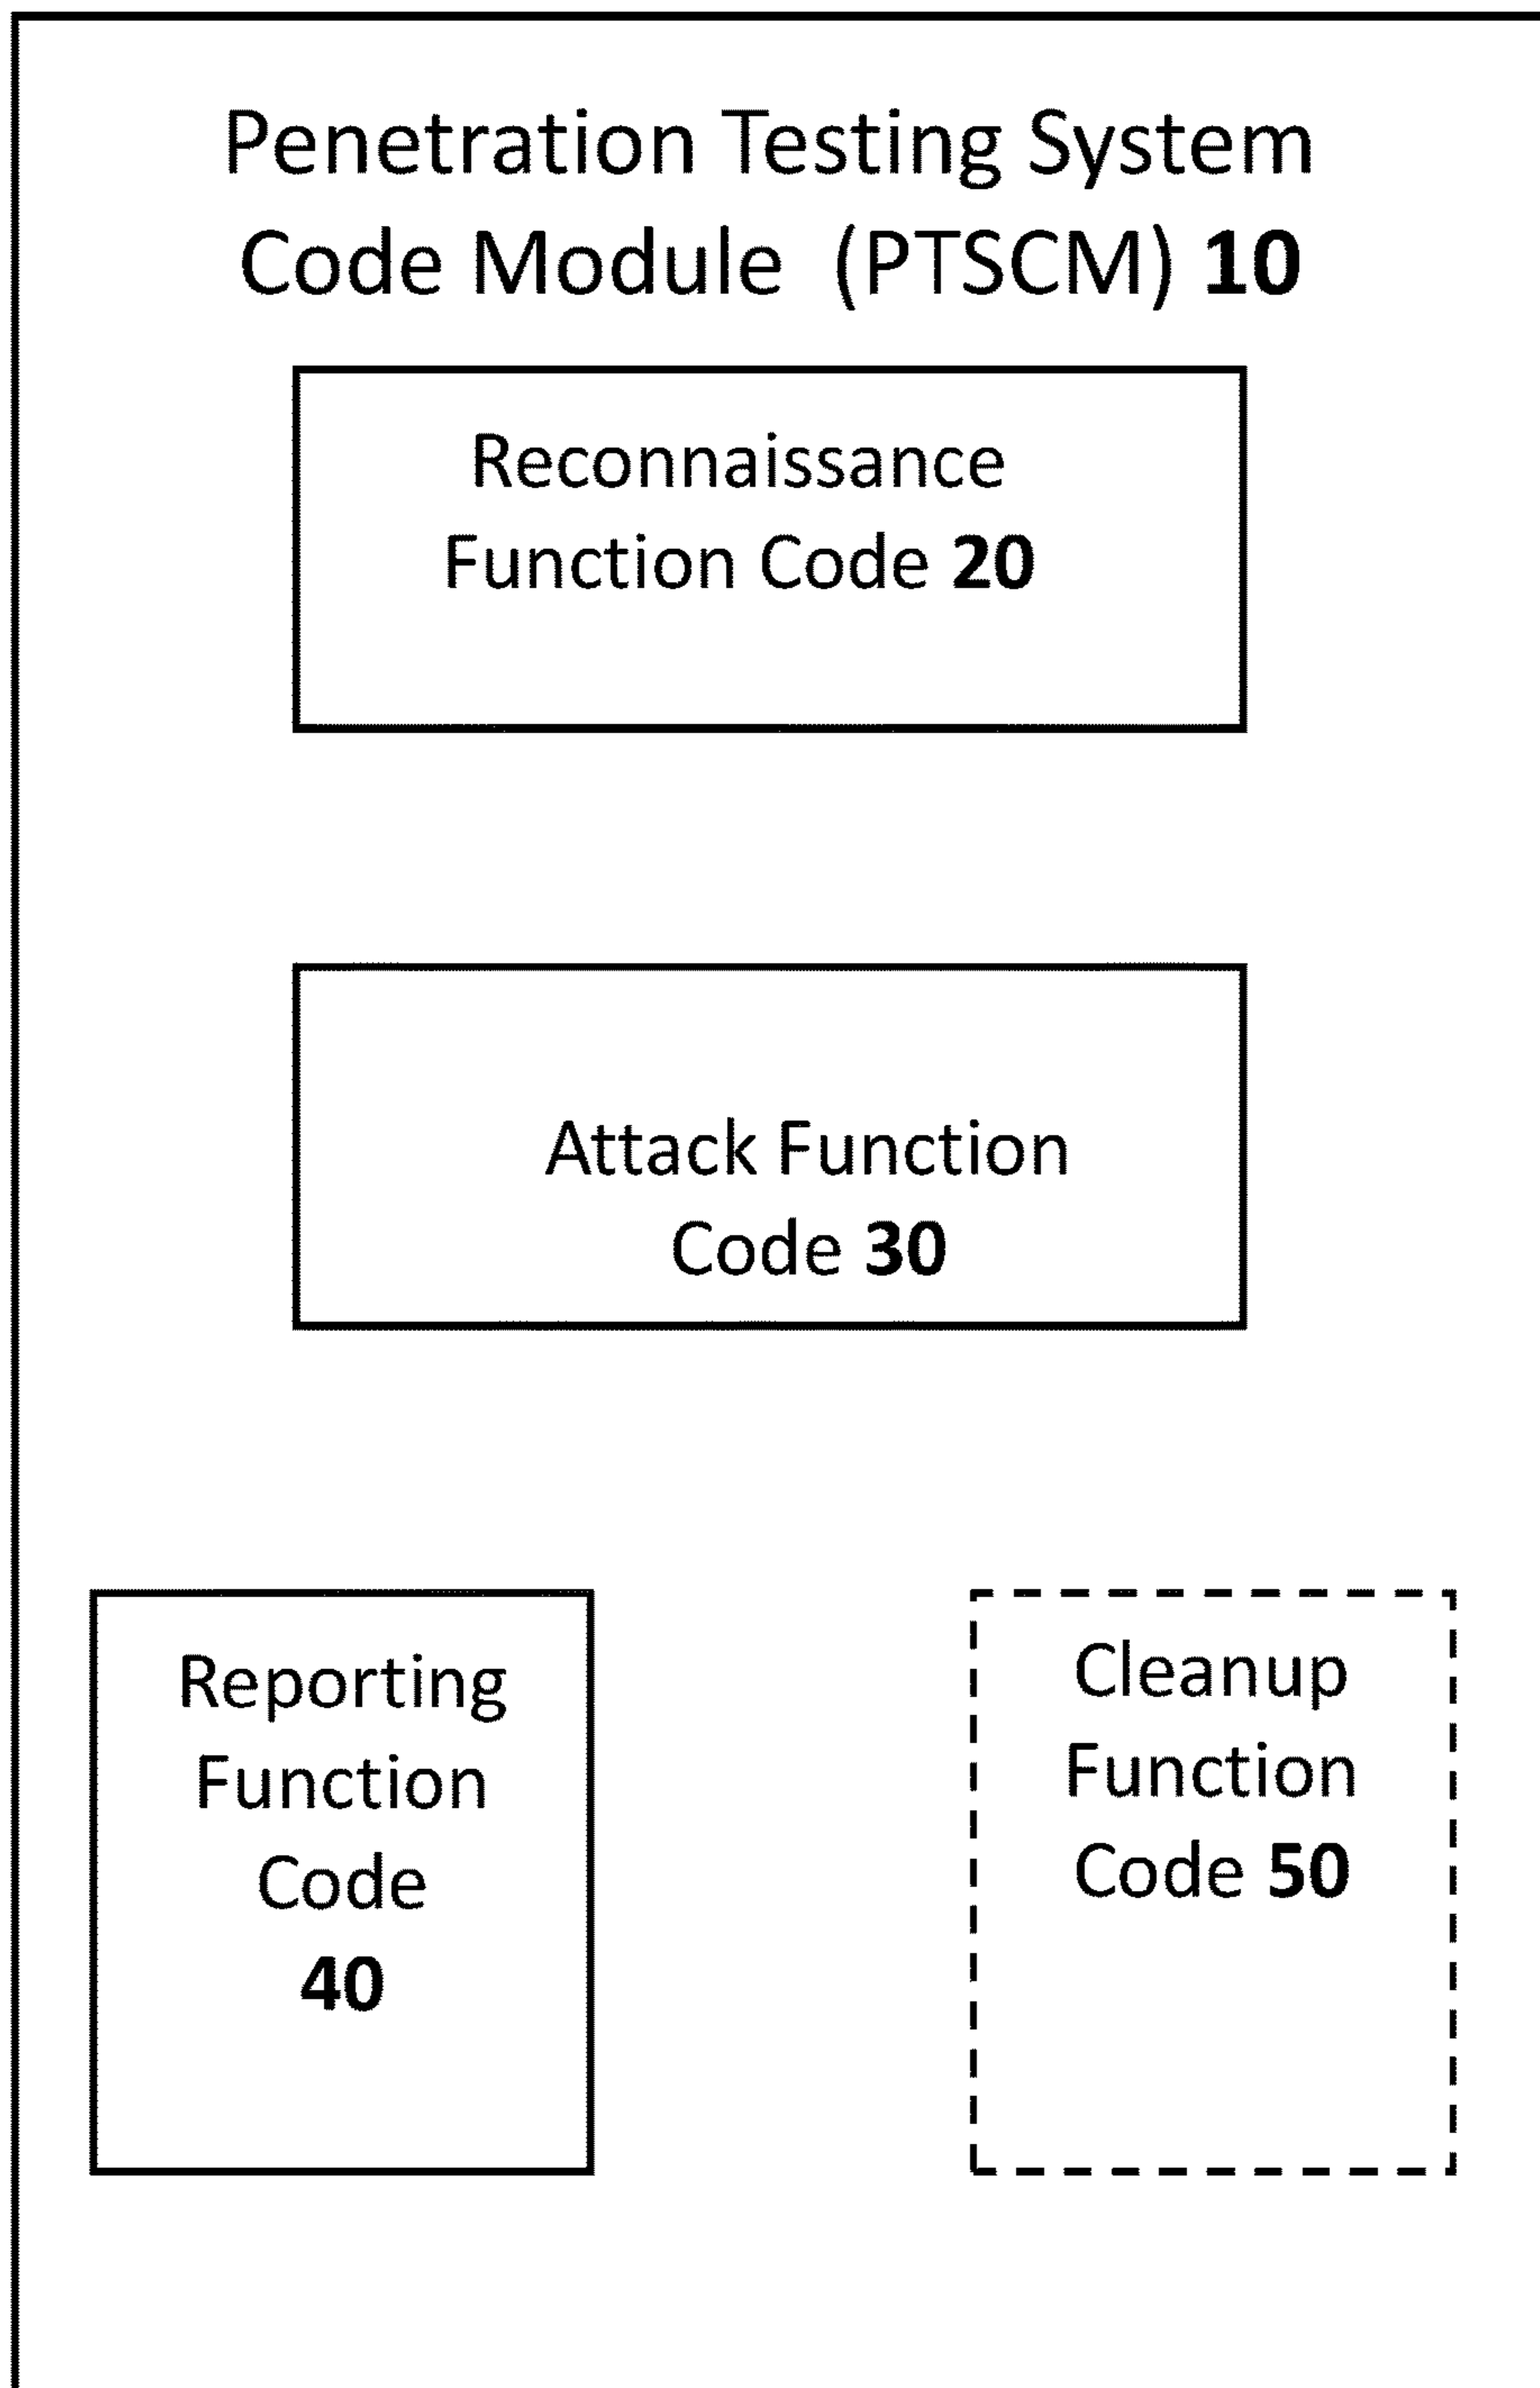 Penetration Testing System
Code Module (PTSCM) 10
Reconnaissance
Function Code 20
Attack Function
Code 30
Reporting
Function
Code
40
Cleanup
Function
Code 50